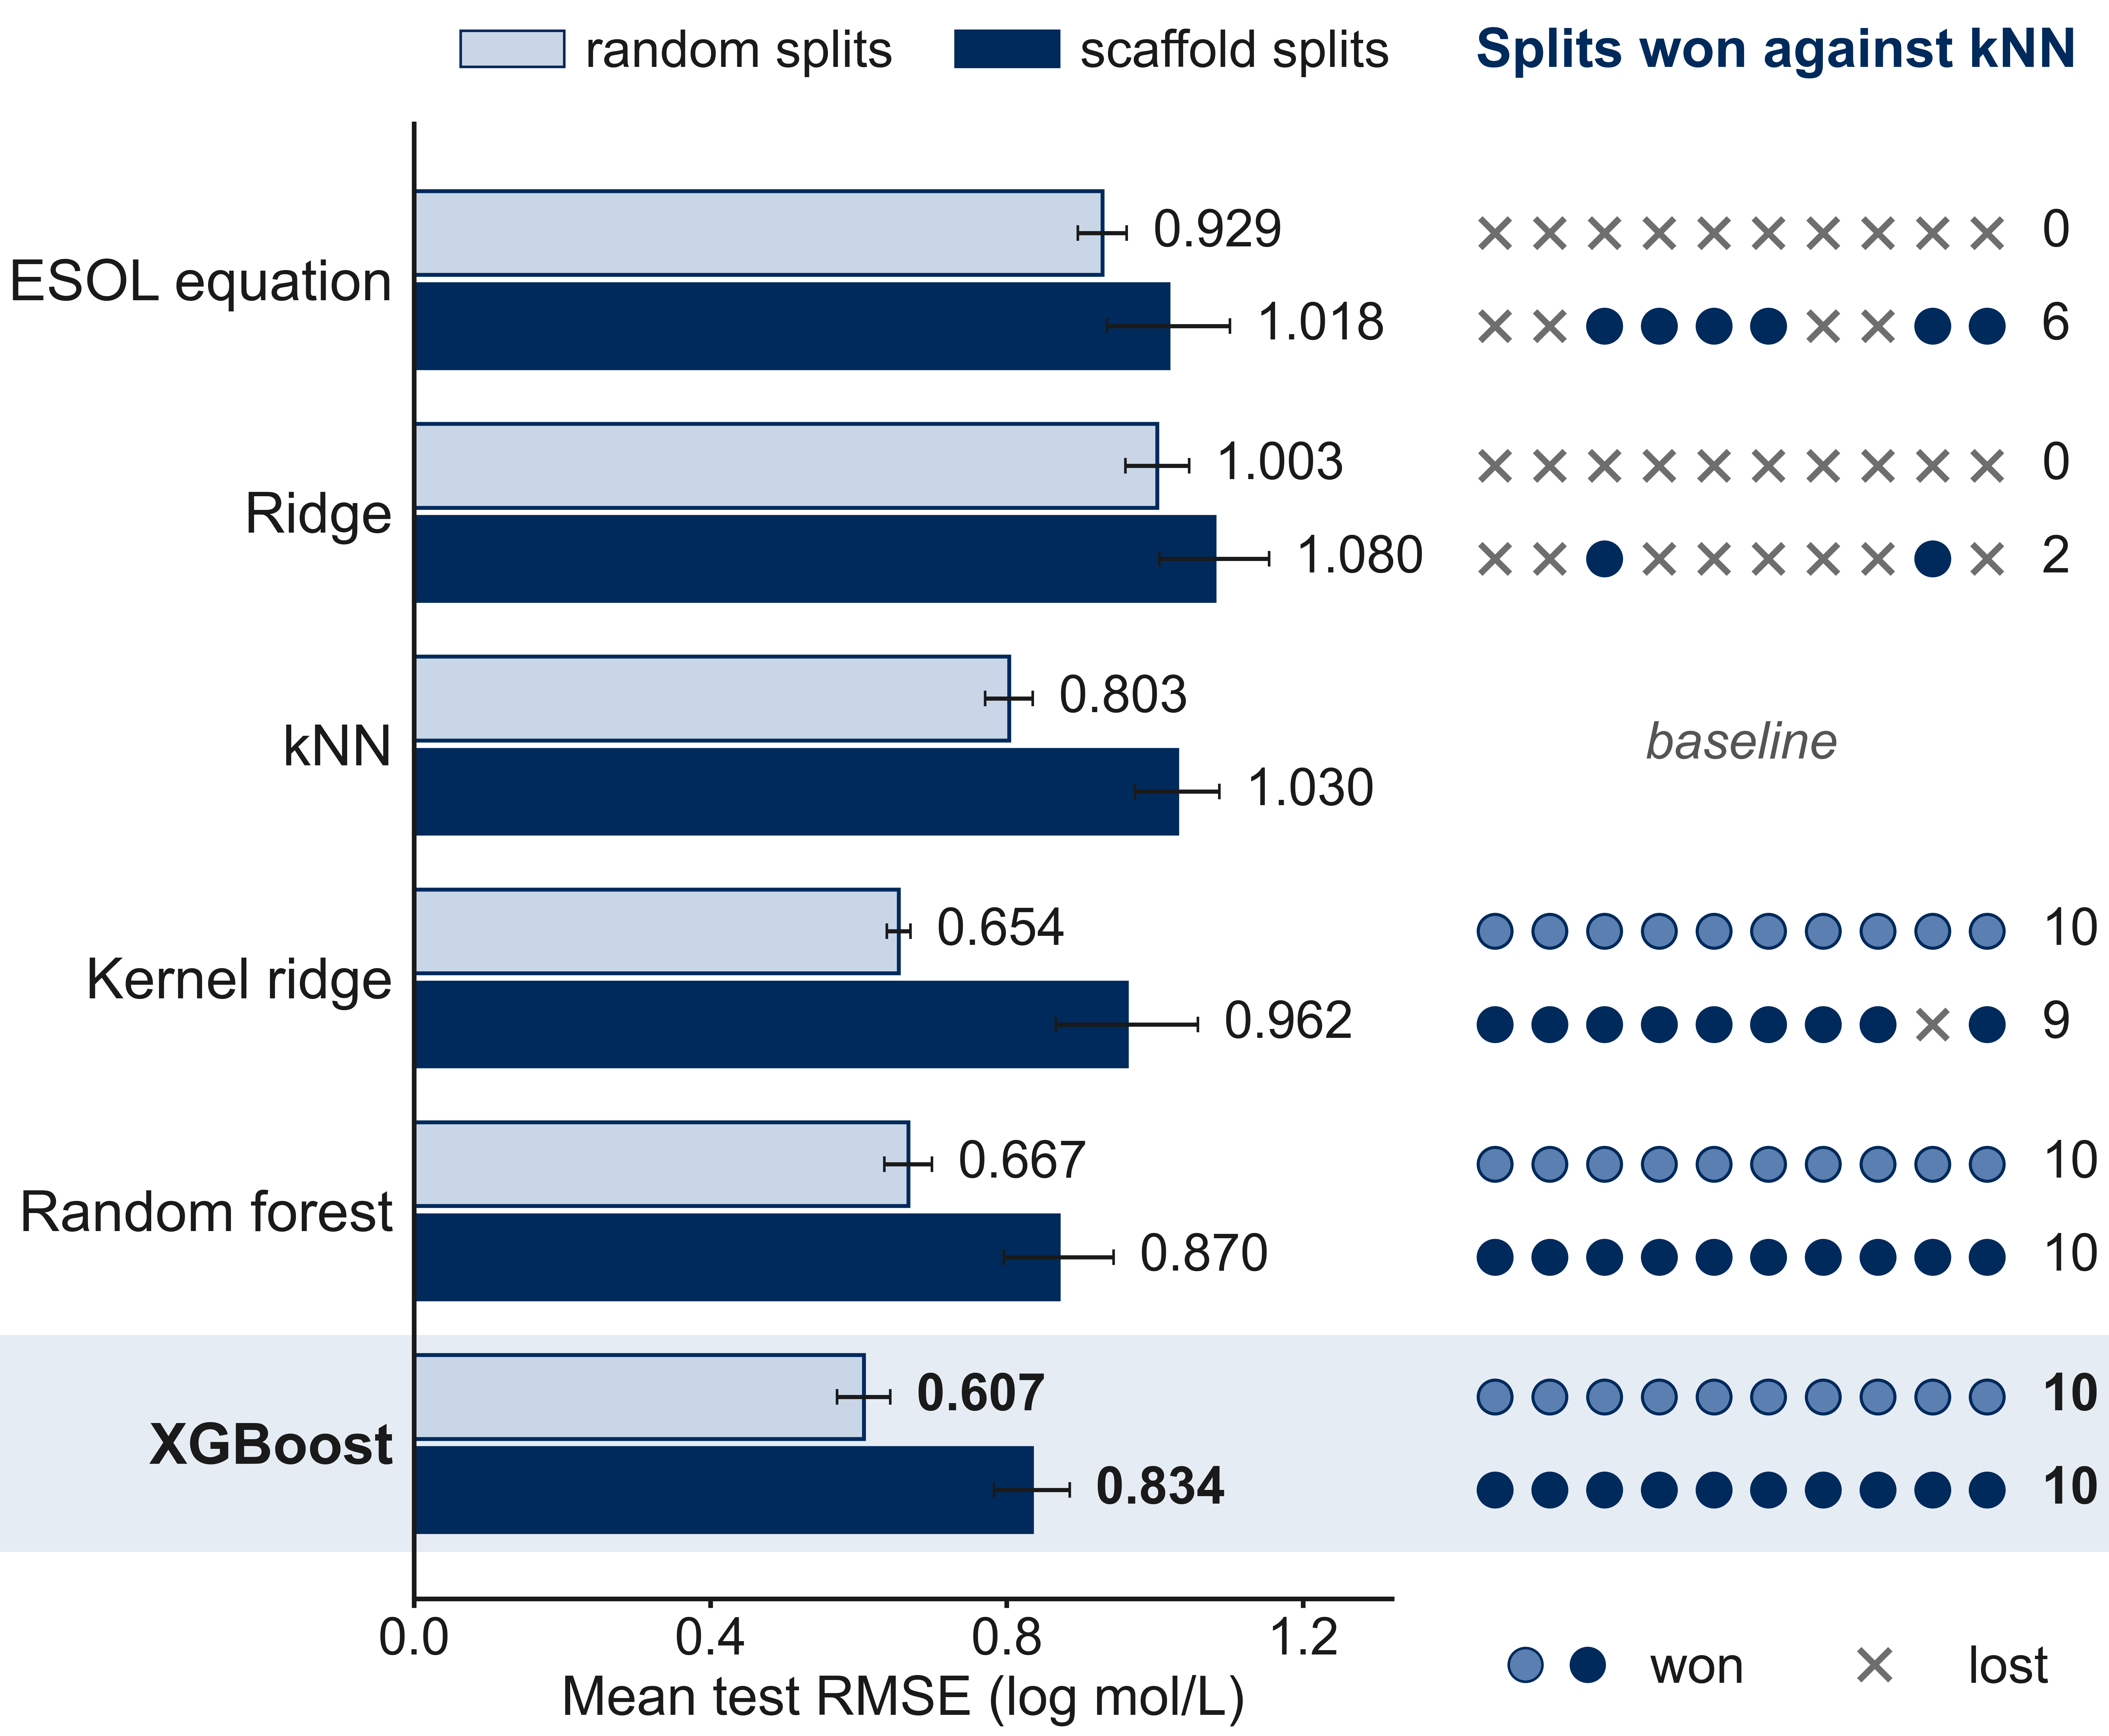 random splits scaffold splits Splits won against kNN
ESOL equation
0.929 0
1.018 6
Ridge
1.003 0
1.080 2
kNN
0.803
1.030
baseline
Kernel ridge
0.654 10
0.962 9
Random forest
0.667 10
0.870 10
XGBoost
0.607 10
0.834 10
0.0 0.4 0.8 1.2
Mean test RMSE (log mol/L)
won lost